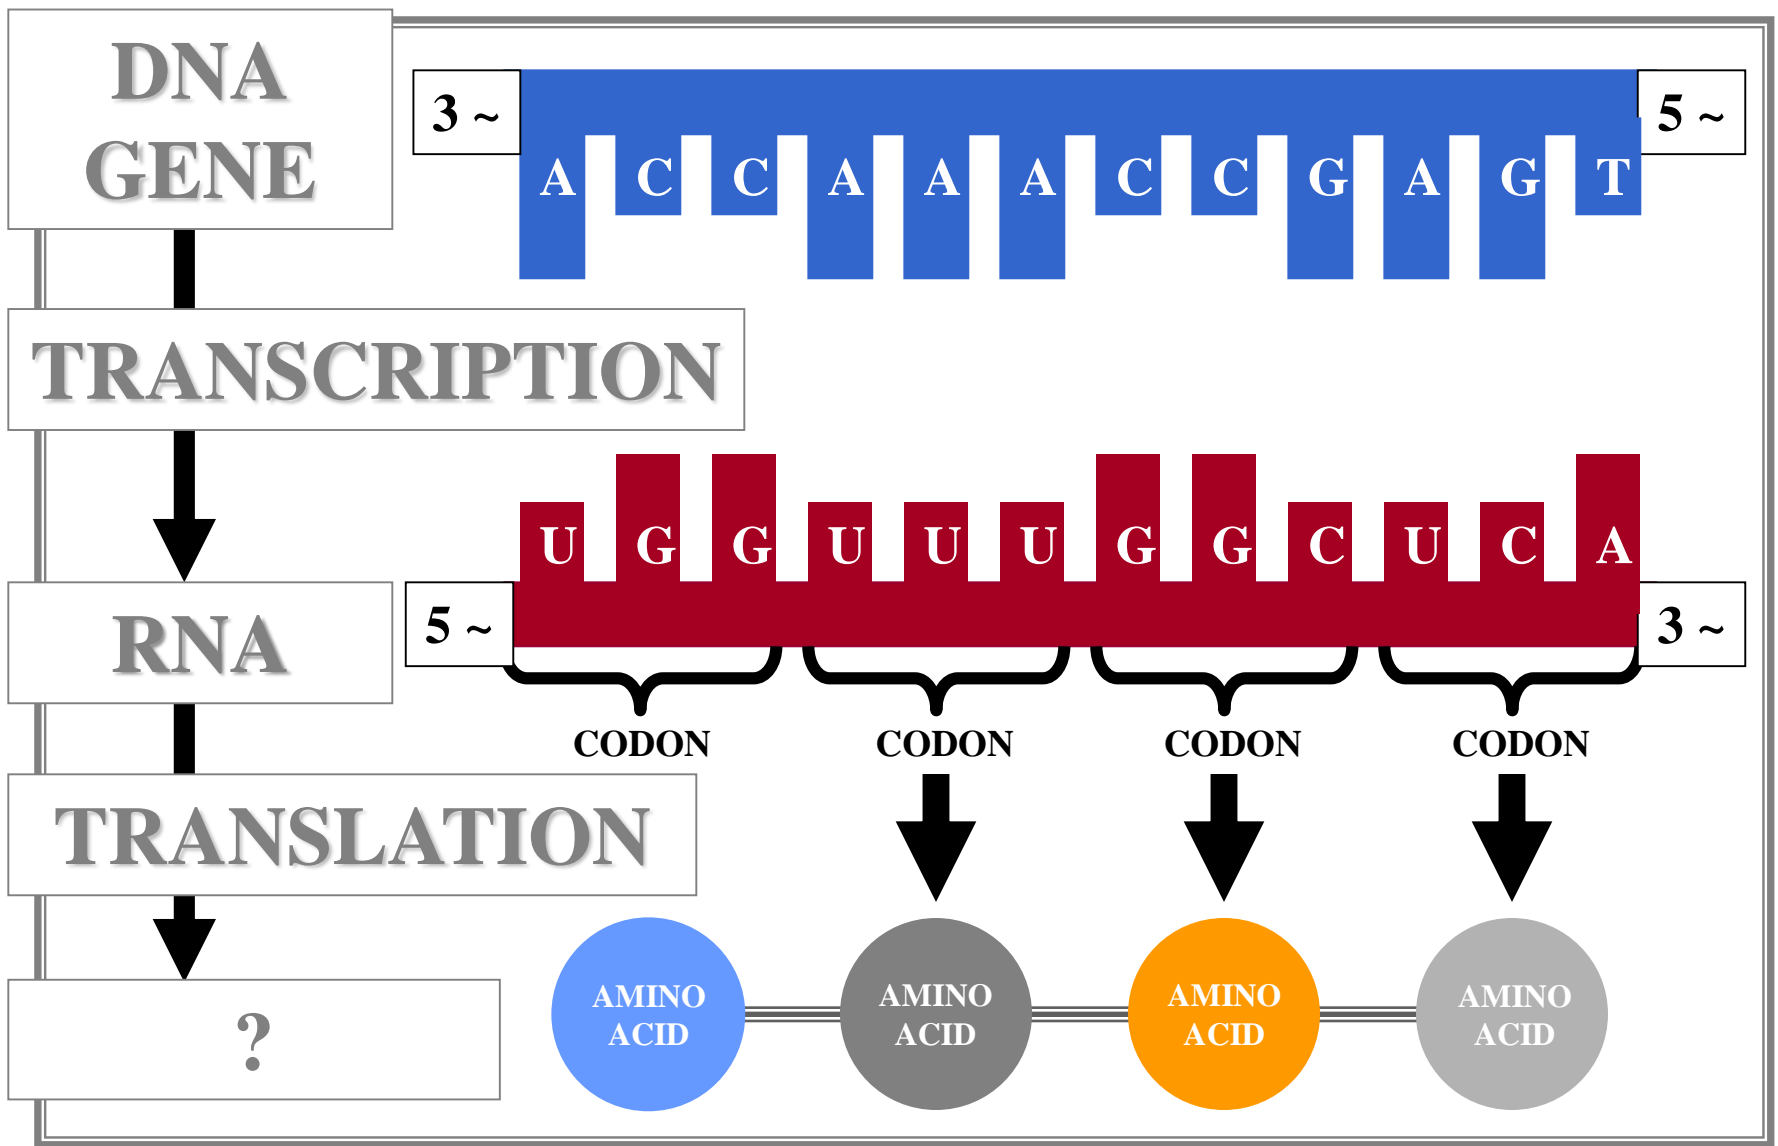 DNA
GENE
3 ~
5 ~
A C C A A A C C G A G T
TRANSCRIPTION
U G G U U U G G C U C A
RNA
5 ~
3 ~
CODON CODON CODON CODON
TRANSLATION
AMINO
ACID
AMINO
ACID
AMINO
ACID
AMINO
ACID
?